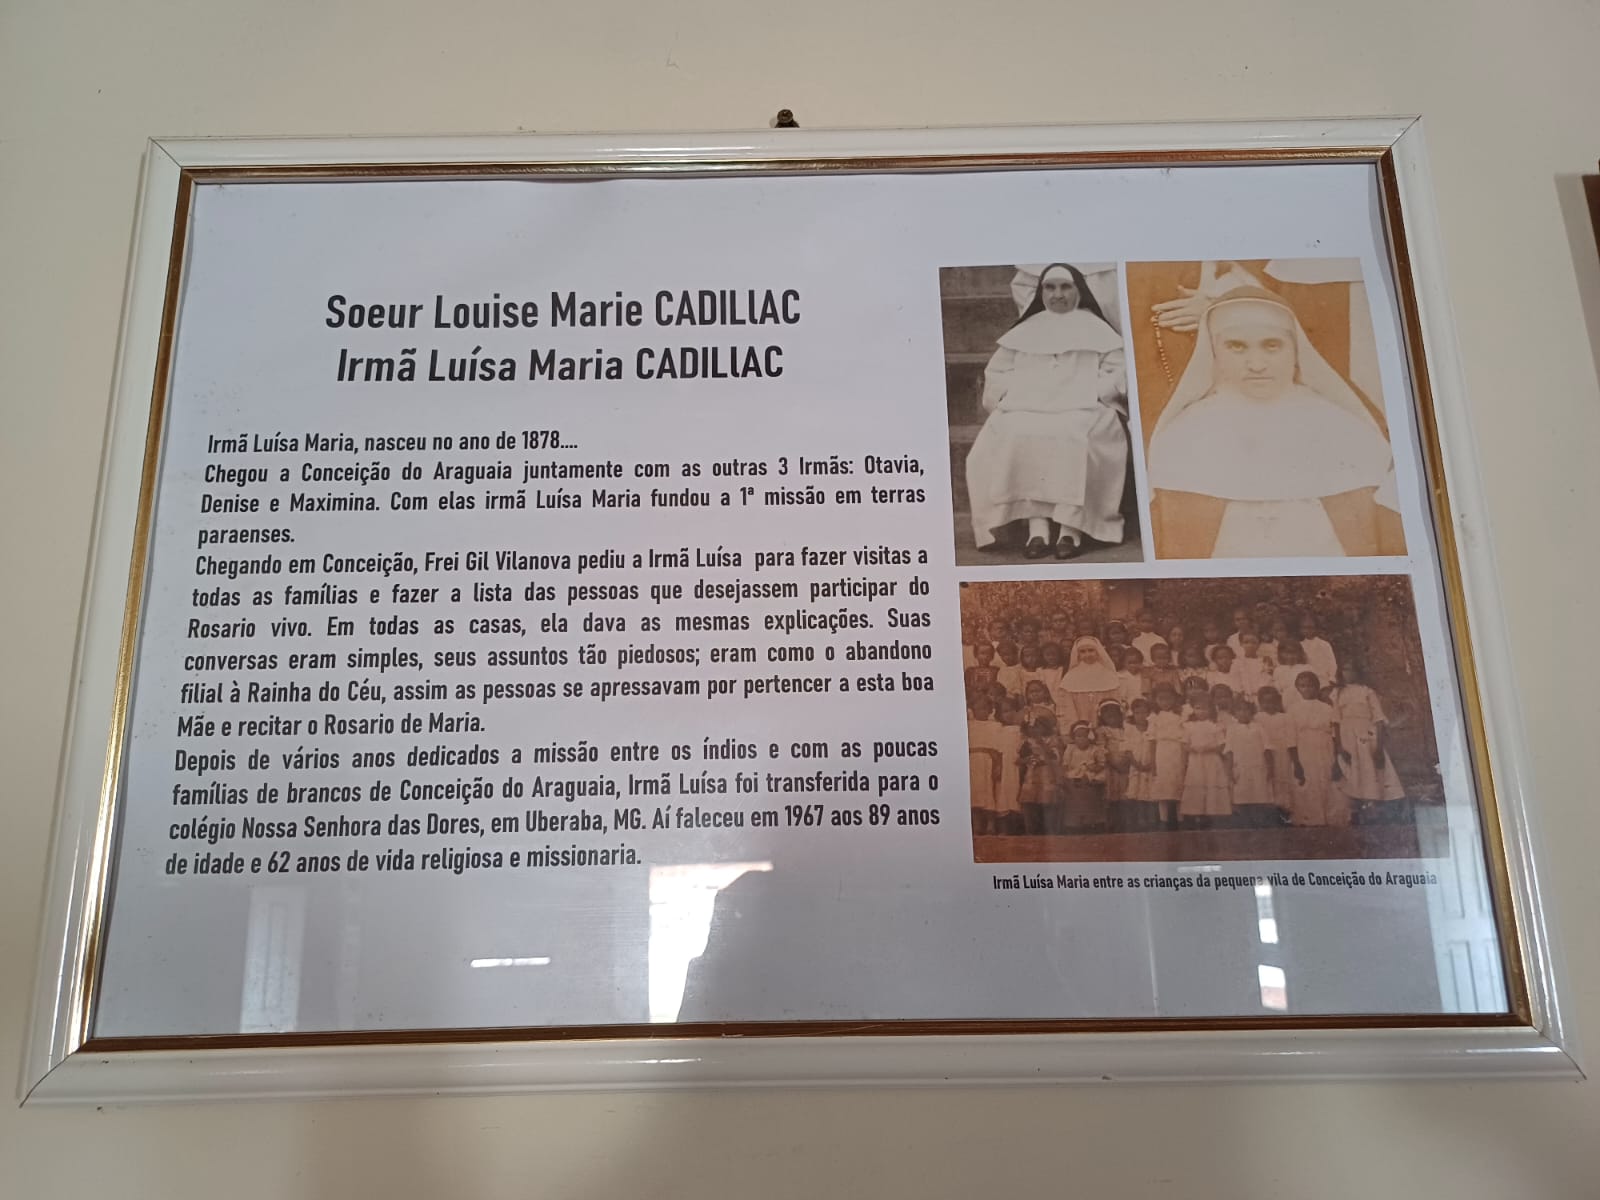 Soeur Louise Marie CADILlAC
Irmã Luísa Maria CADILlAC
Irmã Luísa Maria, nasceu no ano de 1878....
Chegou a Conceição do Araguaia juntamente com as outras 3 Irmãs: Otavia,
Denise e Maximina. Com elas irmã Luísa Maria fundou a 1ª missão em terras
paraenses.
Chegando em Conceição, Frei Gil Vilanova pediu a Irmã Luísa para fazer visitas a
todas as famílias e fazer a lista das pessoas que desejassem participar do
Rosario vivo. Em todas as casas, ela dava as mesmas explicações. Suas
conversas eram simples, seus assuntos tão piedosos; eram como o abandono
filial à Rainha do Céu, assim as pessoas se apressavam por pertencer a esta boa
Mãe e recitar o Rosario de Maria.
Depois de vários anos dedicados a missão entre os índios e com as poucas
famílias de brancos de Conceição do Araguaia, Irmã Luísa foi transferida para o
colégio Nossa Senhora das Dores, em Uberaba, MG. Aí faleceu em 1967 aos 89 anos
de idade e 62 anos de vida religiosa e missionaria.
Irmã Luísa Maria entre as crianças da pequena vila de Conceição do Araguaia